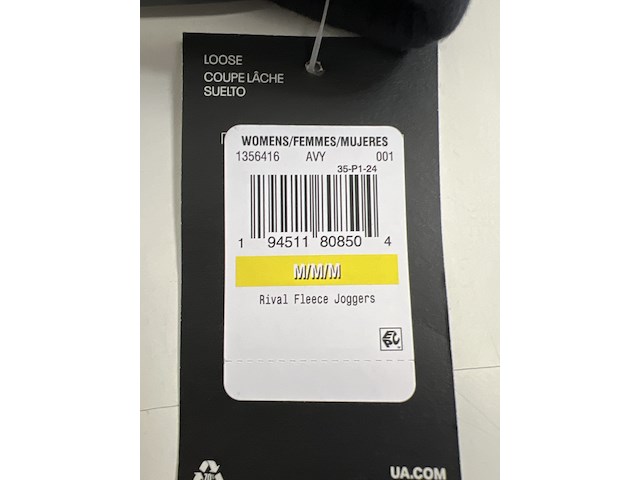 LOOSE
COUPE LÂCHE
SUELTO
WOMENS/FEMMES/MUJERES
1356416 AVY 001
35-P1-24
1 94511 80850 4
M/M/M
Rival Fleece Joggers
UA.COM